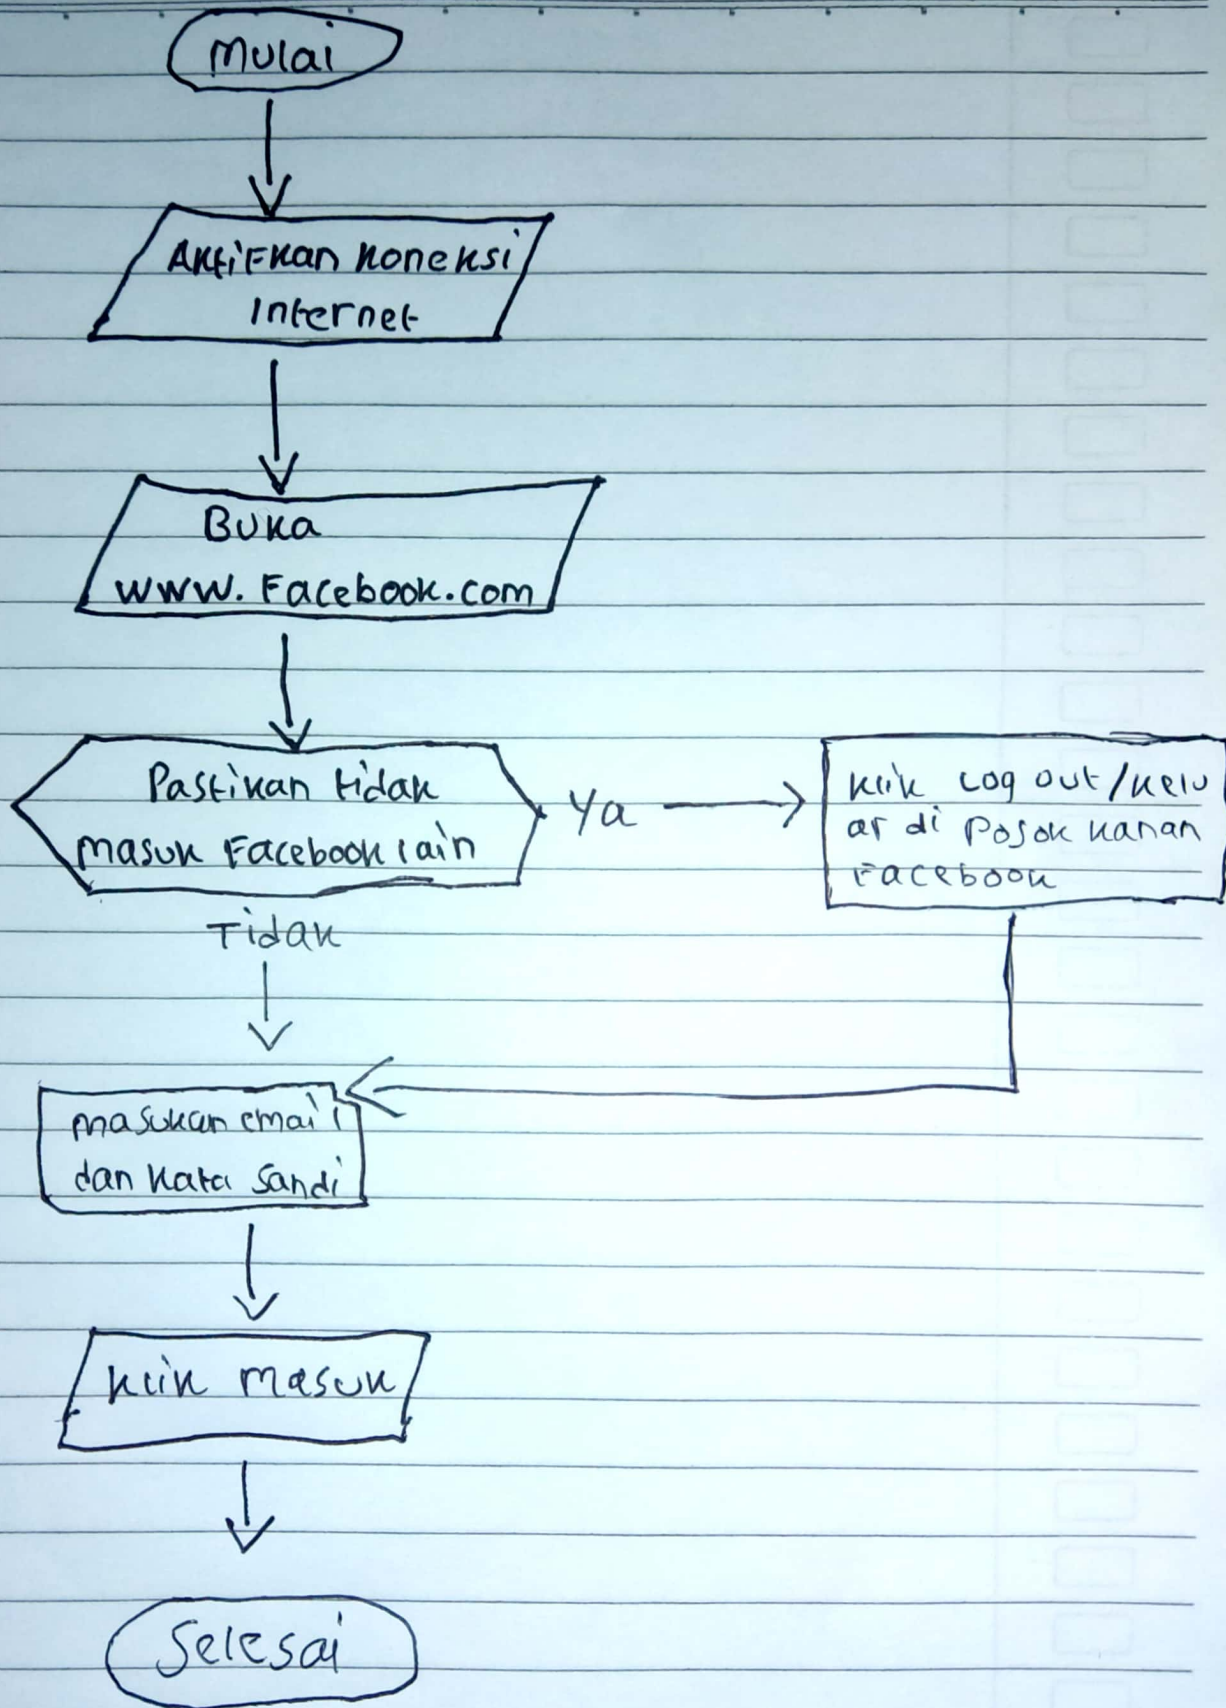 Mulai
Aktifkan koneksi
Internet
Buka
www.Facebook.com
Pastikan tidak
masuk Facebook lain
Ya
Klik Log out/kelu
ar di Pojok kanan
Facebook
Tidak
masukan email
dan kata sandi
Klik masuk
Selesai